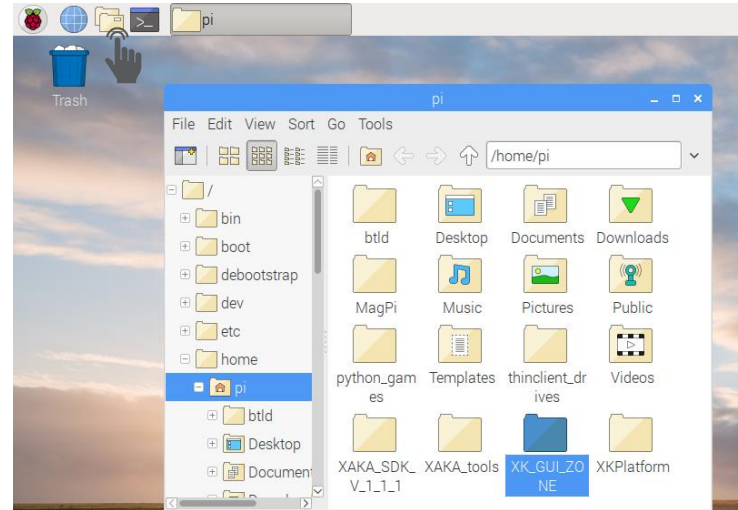 pi
Trash
pi
File Edit View Sort Go Tools
/home/pi
/
bin
boot
debootstrap
dev
etc
home
pi
btld
Desktop
Documen
btld Desktop Documents Downloads
MagPi Music Pictures Public
python_gam Templates thinclient_dr Videos
es ives
XAKA_SDK_ XAKA_tools XK_GUI_ZO XKPlatform
V_1_1_1 NE